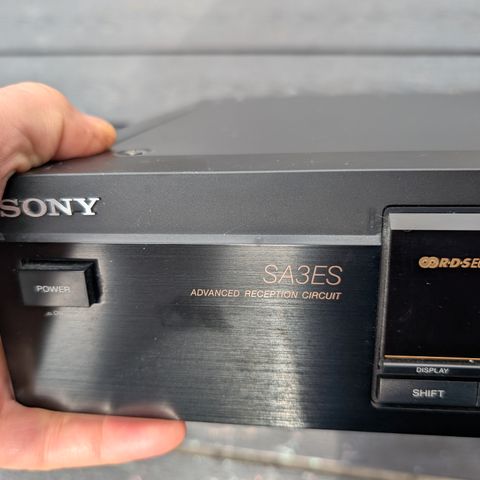 SONY
SA3ES
ADVANCED RECEPTION CIRCUIT
POWER
DISPLAY
SHIFT